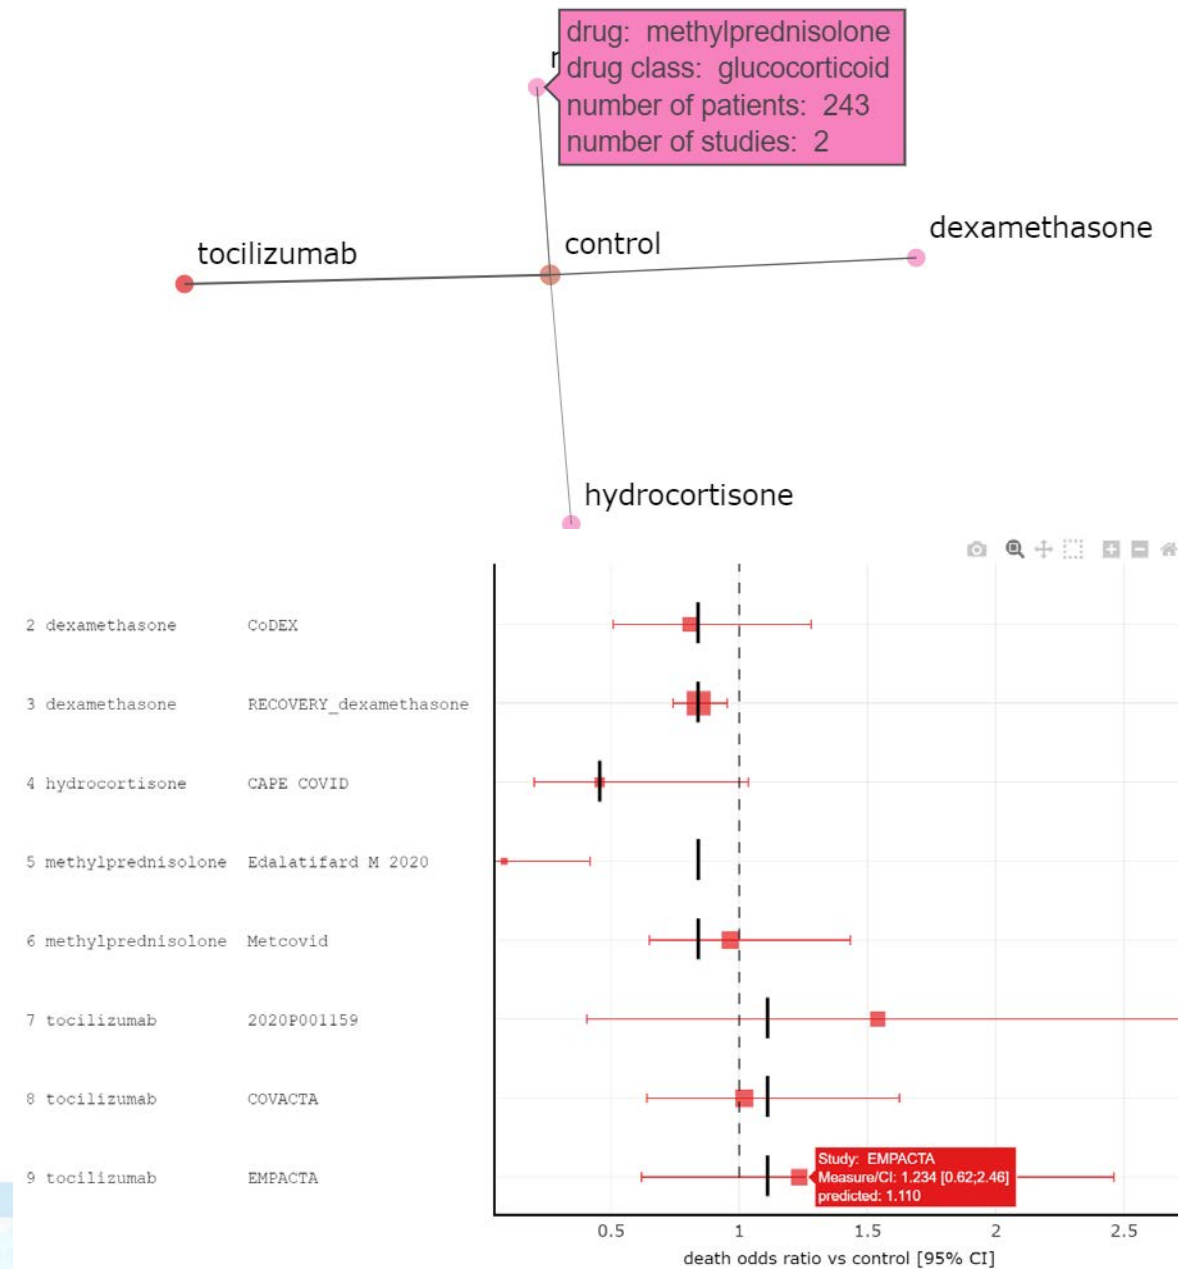 drug: methylprednisolone
drug class: glucocorticoid
number of patients: 243
number of studies: 2
tocilizumab
control
dexamethasone
hydrocortisone
2 dexamethasone CoDEX
3 dexamethasone RECOVERY_dexamethasone
4 hydrocortisone CAPE COVID
5 methylprednisolone Edalatifard M 2020
6 methylprednisolone Metcovid
7 tocilizumab 2020P001159
8 tocilizumab COVACTA
9 tocilizumab EMPACTA
Study: EMPACTA
Measure/CI: 1.234 [0.62;2.46]
predicted: 1.110
0.5 1 1.5 2 2.5
death odds ratio vs control [95% CI]